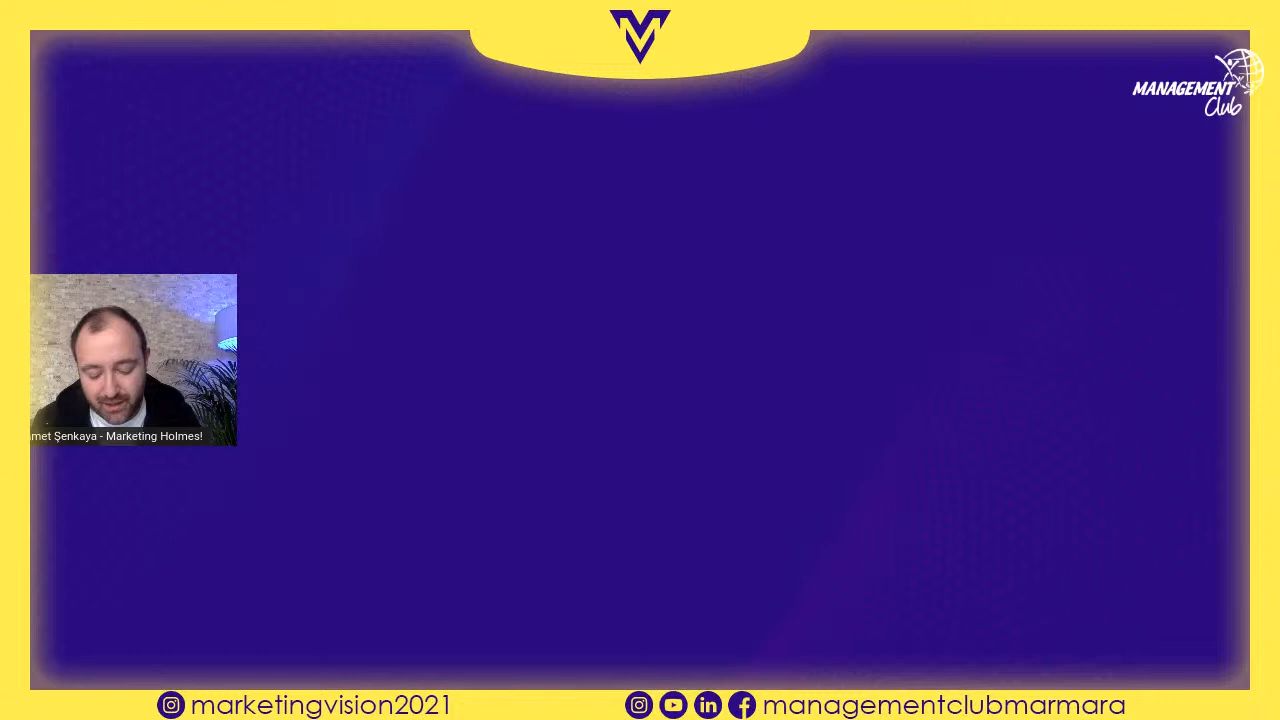 MANAGEMENT
Club
met Şenkaya - Marketing Holmes!
marketingvision2021
managementclubmarmara